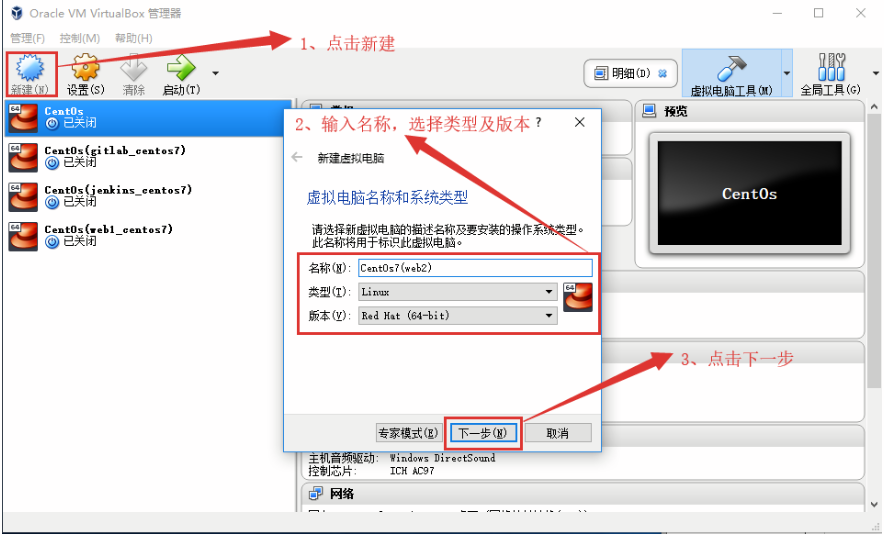 Oracle VM VirtualBox 管理器
管理(F) 控制(M) 帮助(H)
1、点击新建
新建(N) 设置(S) 清除 启动(T) 明细(D) 虚拟电脑工具(M) 全局工具(G)
64 CentOs
已关闭
64 CentOs(gitlab_centos7)
已关闭
64 CentOs(jenkins_centos7)
已关闭
64 CentOs(web1_centos7)
已关闭
预览
CentOs
2、输入名称，选择类型及版本 ?
新建虚拟电脑
虚拟电脑名称和系统类型
请选择新虚拟电脑的描述名称及要安装的操作系统类型。
此名称将用于标识此虚拟电脑。
名称(N): CentOs7(web2)
类型(T): Linux 64
版本(V): Red Hat (64-bit)
3、点击下一步
专家模式(E) 下一步(N) 取消
主机音频驱动: Windows DirectSound
控制芯片: ICH AC97
网络